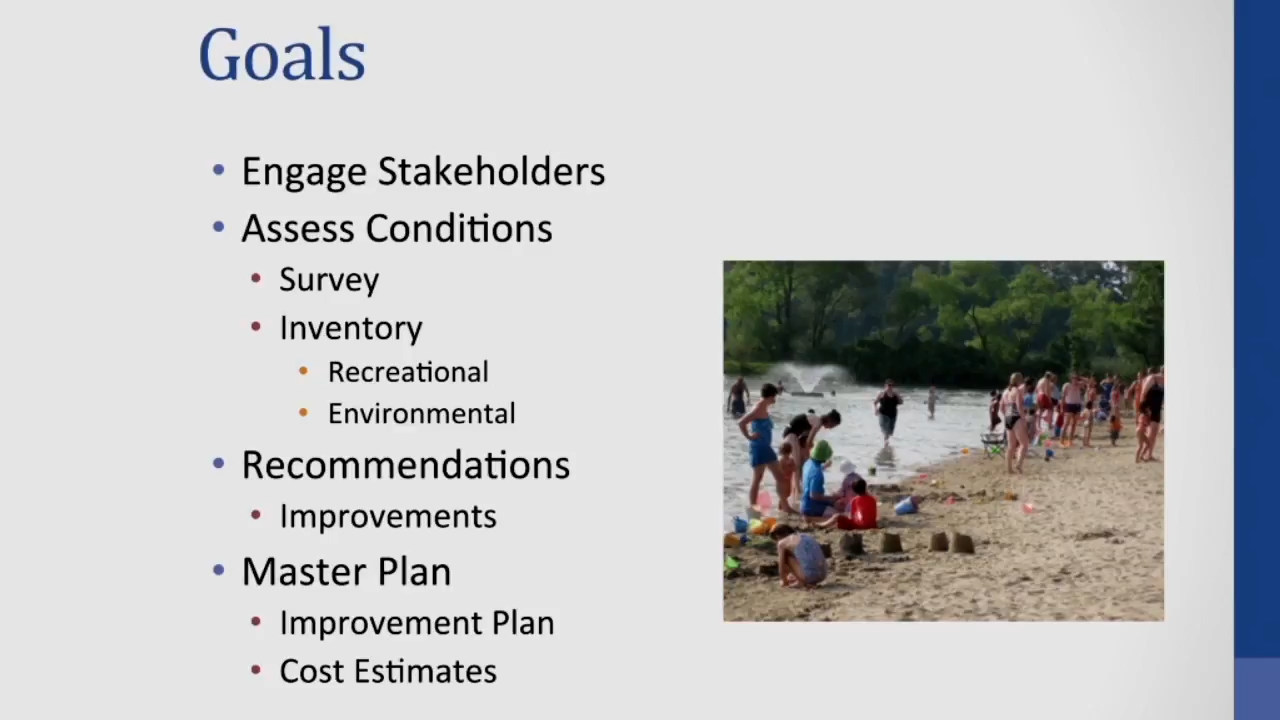 Goals
• Engage Stakeholders
• Assess Conditions
• Survey
• Inventory
• Recreational
• Environmental
• Recommendations
• Improvements
• Master Plan
• Improvement Plan
• Cost Estimates